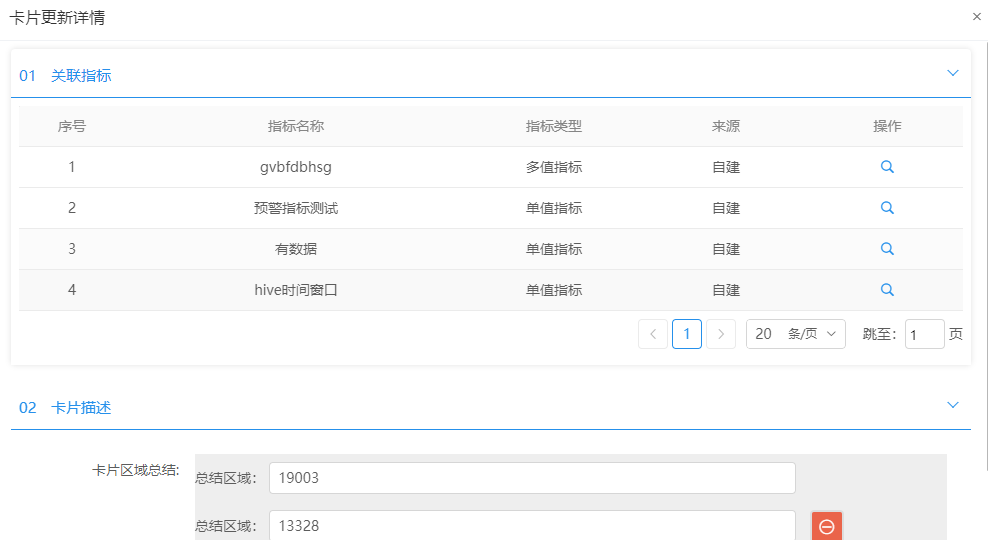 卡片更新详情
01 关联指标
序号 指标名称 指标类型 来源 操作
1 gvbfdbhsg 多值指标 自建
2 预警指标测试 单值指标 自建
3 有数据 单值指标 自建
4 hive时间窗口 单值指标 自建
1 20 条/页 跳至: 1 页
02 卡片描述
卡片区域总结: 总结区域: 19003
总结区域: 13328